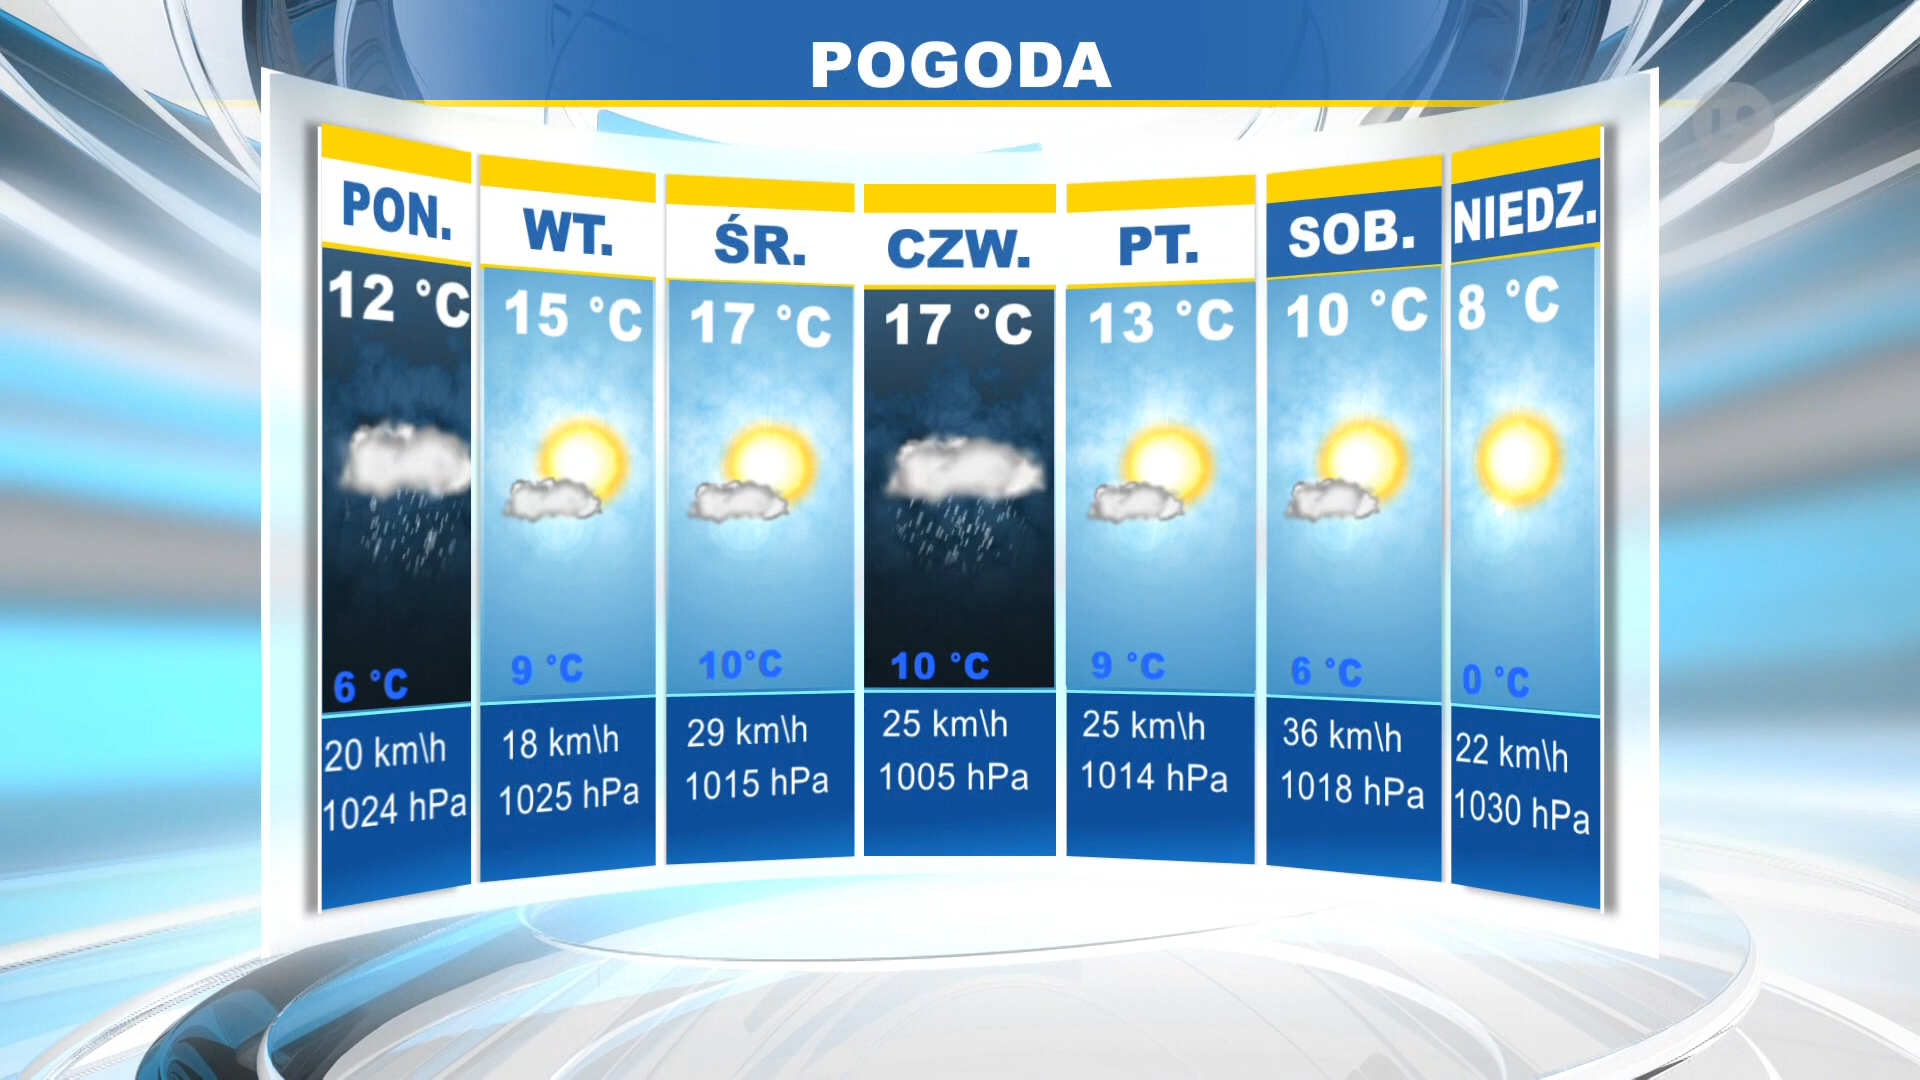 POGODA
PON.
12 °C
6 °C
20 km\h
1024 hPa
WT.
15 °C
9 °C
18 km\h
1025 hPa
ŚR.
17 °C
10°C
29 km\h
1015 hPa
CZW.
17 °C
10 °C
25 km\h
1005 hPa
PT.
13 °C
9 °C
25 km\h
1014 hPa
SOB.
10 °C
6 °C
36 km\h
1018 hPa
NIEDZ.
8 °C
0 °C
22 km\h
1030 hPa